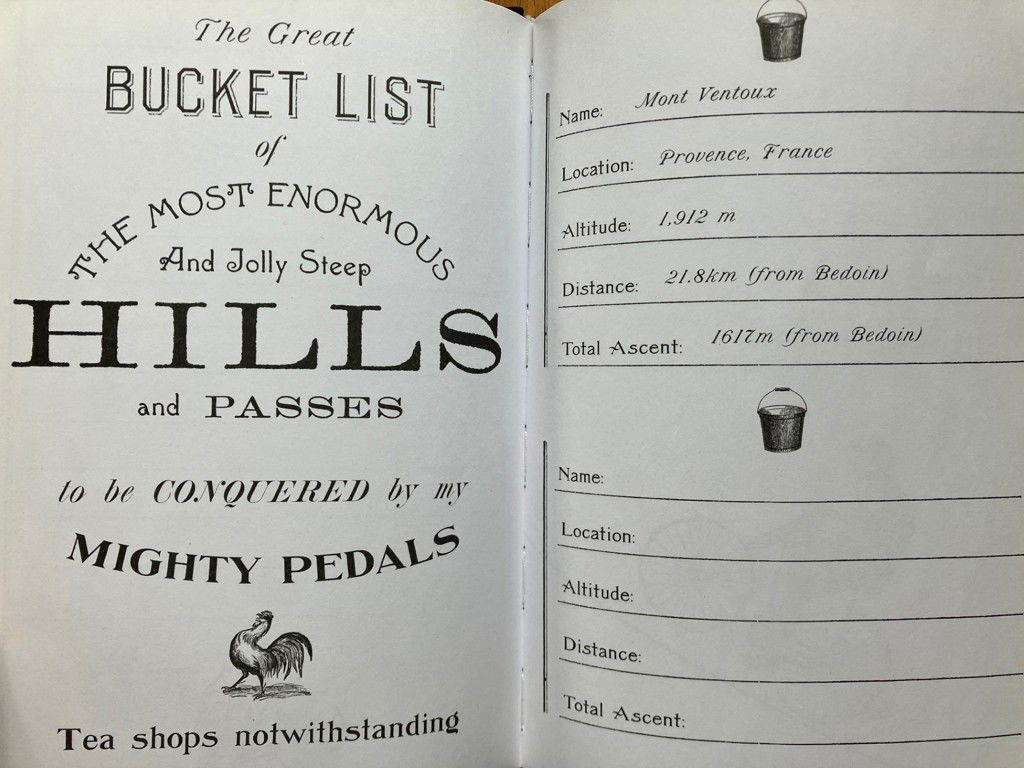 The Great
BUCKET LIST
of
THE MOST ENORMOUS
And Jolly Steep
HILLS
and PASSES
to be CONQUERED by my
MIGHTY PEDALS
Tea shops notwithstanding
Name: Mont Ventoux
Location: Provence, France
Altitude: 1,912 m
Distance: 21.8km (from Bedoin)
Total Ascent: 1617m (from Bedoin)
Name:
Location:
Altitude:
Distance:
Total Ascent: